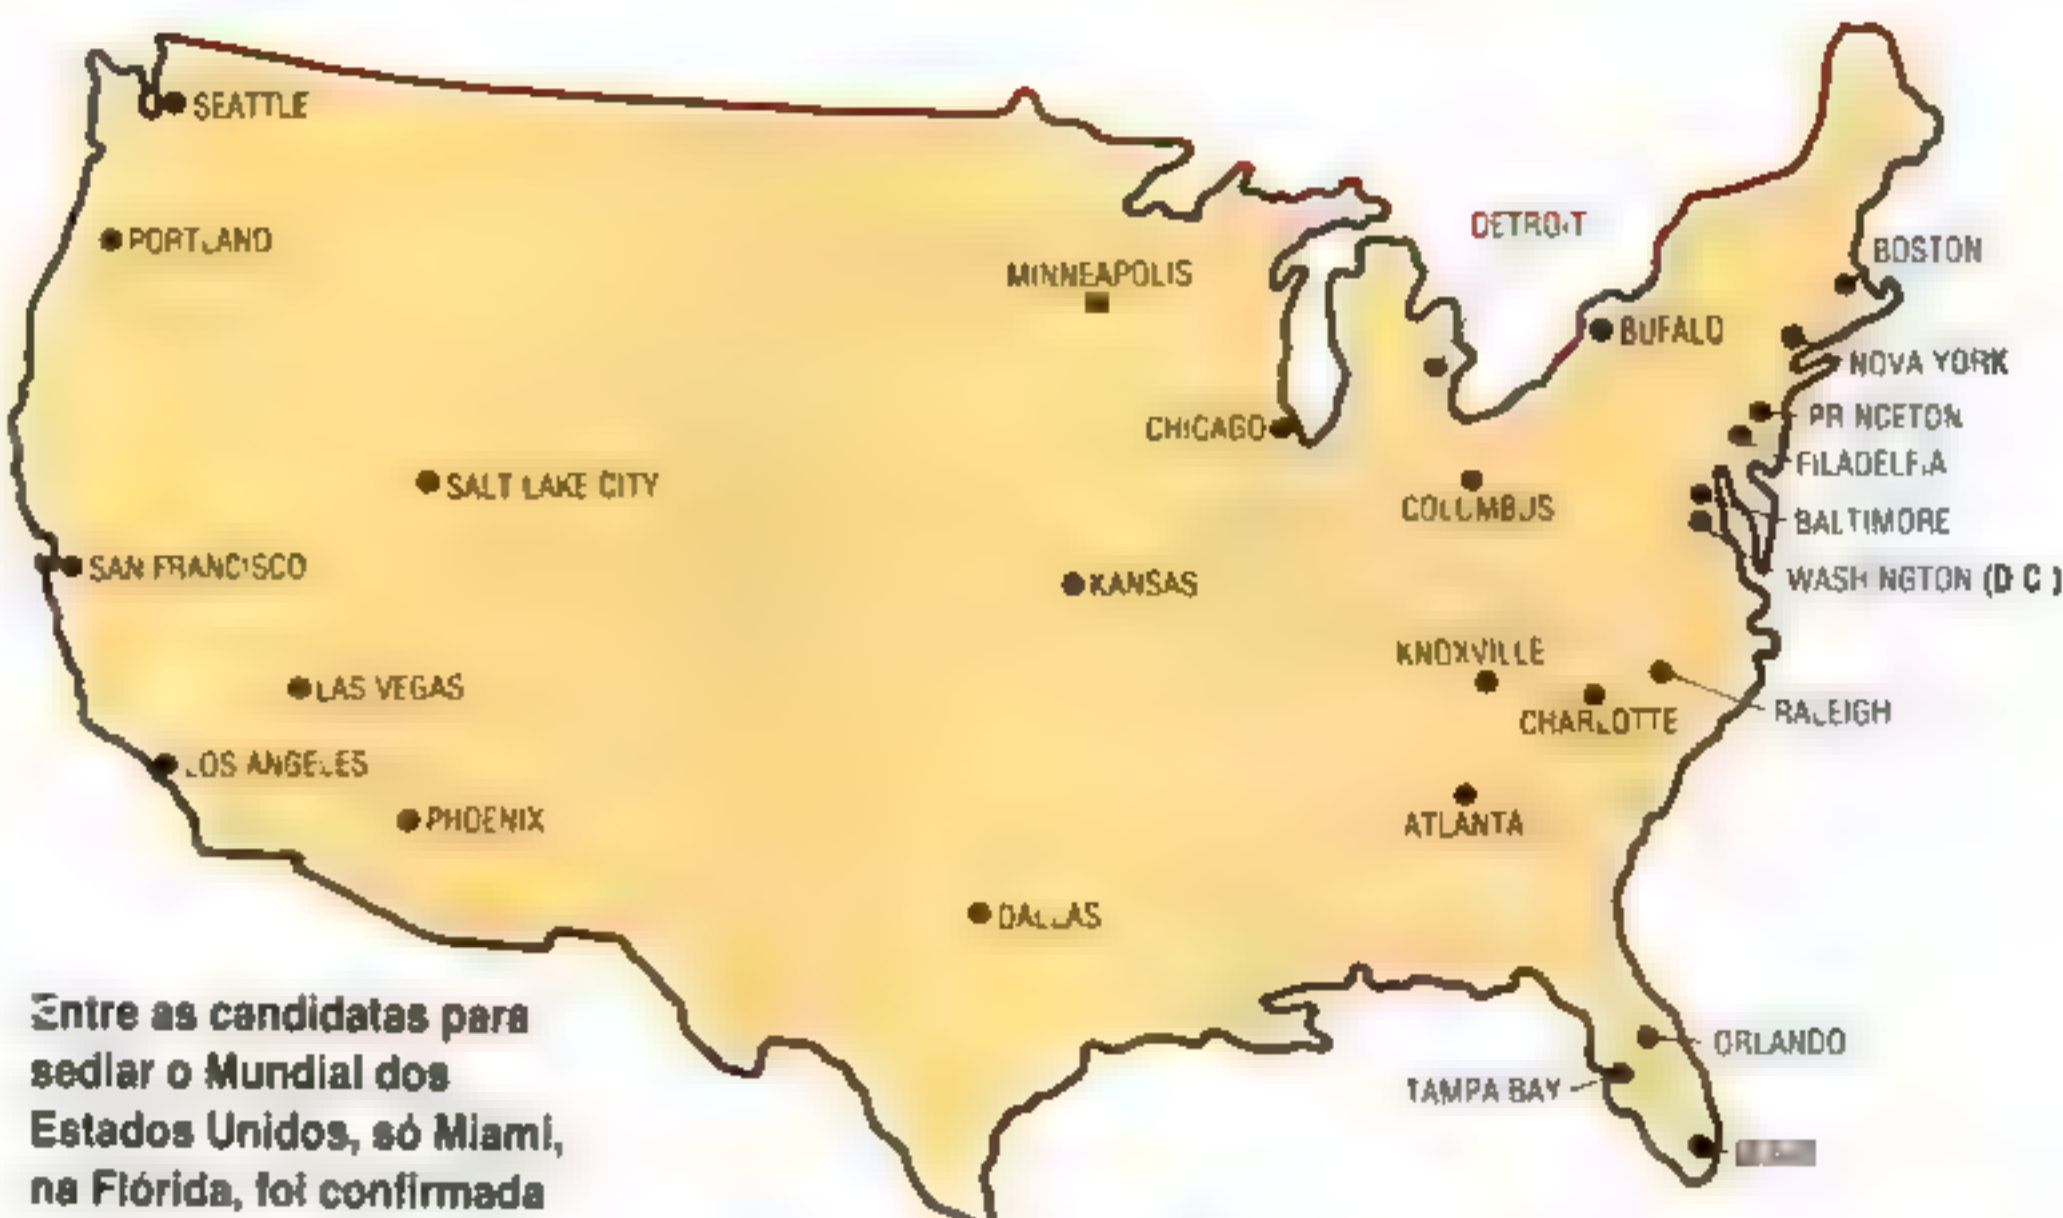 SEATTLE
DETROIT
PORTLAND
BOSTON
MINNEAPOLIS
BUFALO
NOVA YORK
CHICAGO
PRINCETON
FILADELFIA
SALT LAKE CITY
COLUMBUS
BALTIMORE
SAN FRANCISCO
KANSAS
WASHINGTON (D C)
KNOXVILLE
LAS VEGAS
CHARLOTTE
RALEIGH
LOS ANGELES
PHOENIX
ATLANTA
DALLAS
Entre as candidatas para
sediar o Mundial dos
Estados Unidos, só Miami,
na Flórida, foi confirmada
ORLANDO
TAMPA BAY